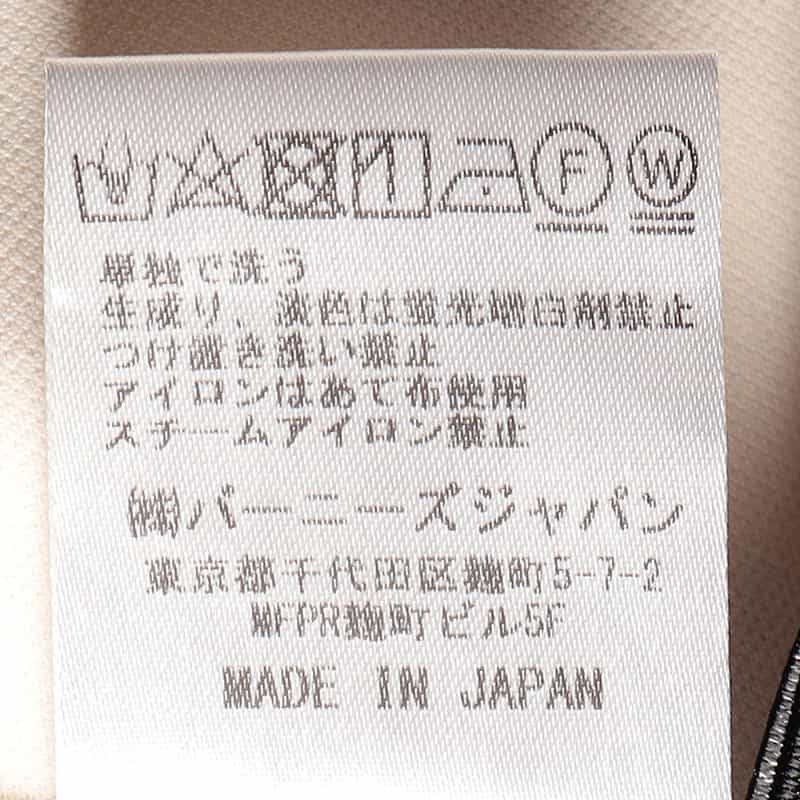 F W
単独で洗う
生成り、淡色は蛍光増白剤禁止
つけ置き洗い禁止
アイロンはあて布使用
スチームアイロン禁止
㈱バーニーズジャパン
東京都千代田区麹町5-7-2
MFPR麹町ビル5F
MADE IN JAPAN